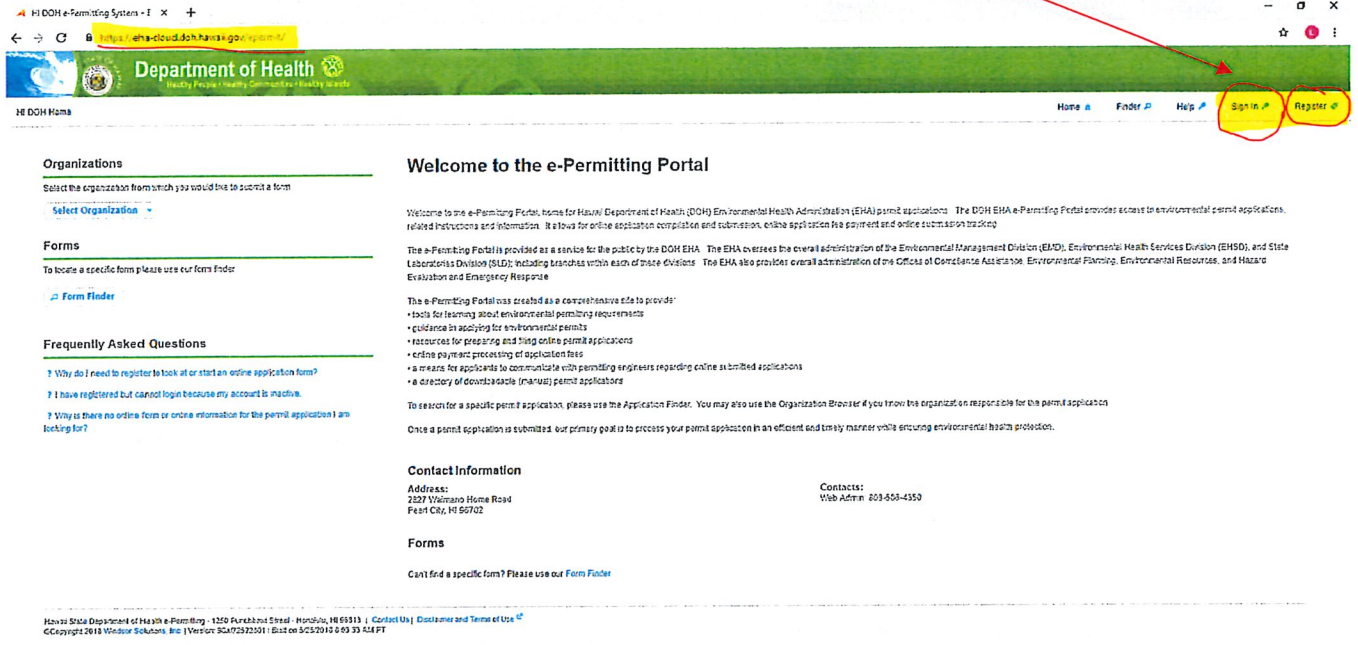 HI DOH e-Permitting System - E
https://eha-cloud.doh.hawaii.gov/epermit/
Department of Health
Healthy People • Healthy Communities • Healthy Islands
HI DOH Home
Home
Finder
Help
Sign In
Register
Organizations
Select the organization from which you would like to submit a form
Select Organization
Forms
To locate a specific form please use our form finder
Form Finder
Frequently Asked Questions
? Why do I need to register to look at or start an online application form?
? I have registered but cannot login because my account is inactive.
? Why is there no online form or online information for the permit application I am
looking for?
Welcome to the e-Permitting Portal
Welcome to the e-Permitting Portal, home for Hawaii Department of Health (DOH) Environmental Health Administration (EHA) permit applications. The DOH EHA e-Permitting Portal provides access to environmental permit applications,
related instructions and information. It allows for online application compilation and submission, online application fee payment and online submission tracking.
The e-Permitting Portal is provided as a service for the public by the DOH EHA. The EHA oversees the overall administration of the Environmental Management Division (EMD), Environmental Health Services Division (EHSD), and State
Laboratories Division (SLD); including branches within each of these divisions. The EHA also provides overall administration of the Offices of Compliance Assistance, Environmental Planning, Environmental Resources, and Hazard
Evaluation and Emergency Response
The e-Permitting Portal was created as a comprehensive site to provide:
• tools for learning about environmental permitting requirements
• guidance in applying for environmental permits
• resources for preparing and filing online permit applications
• online payment processing of application fees
• a means for applicants to communicate with permitting engineers regarding online submitted applications
• a directory of downloadable (manual) permit applications
To search for a specific permit application, please use the Application Finder. You may also use the Organization Browser if you know the organization responsible for the permit application
Once a permit application is submitted, our primary goal is to process your permit application in an efficient and timely manner while ensuring environmental health protection.
Contact Information
Address:
2827 Waimano Home Road
Pearl City, HI 96782
Contacts:
Web Admin
Forms
Can't find a specific form? Please use our Form Finder
Hawaii State Department of Health e-Permitting - 1250 Punchbowl Street - Honolulu, HI 96813 | Contact Us | Disclaimer and Terms of Use
©Copyright 2018 Windsor Solutions, Inc. | Version: